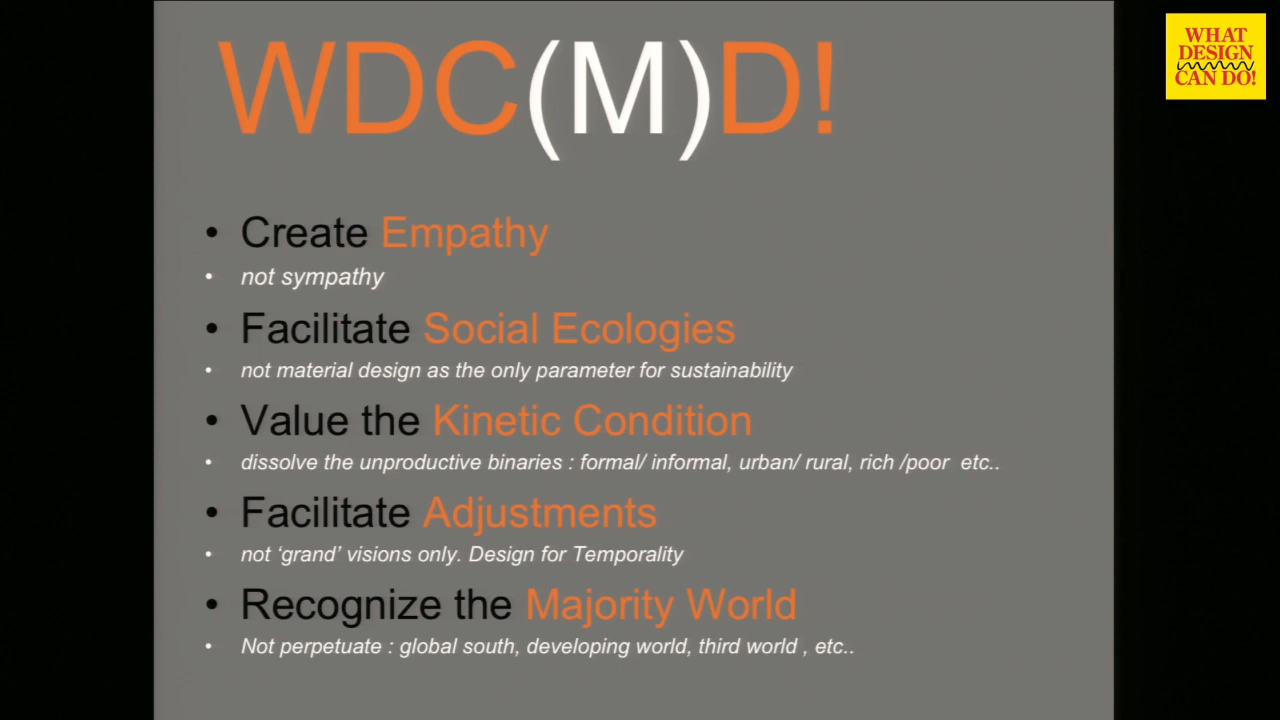 WDC(M)D!
WHAT
DESIGN
CAN DO!
• Create Empathy
• not sympathy
• Facilitate Social Ecologies
• not material design as the only parameter for sustainability
• Value the Kinetic Condition
• dissolve the unproductive binaries : formal/ informal, urban/ rural, rich /poor etc..
• Facilitate Adjustments
• not ‘grand’ visions only. Design for Temporality
• Recognize the Majority World
• Not perpetuate : global south, developing world, third world , etc..